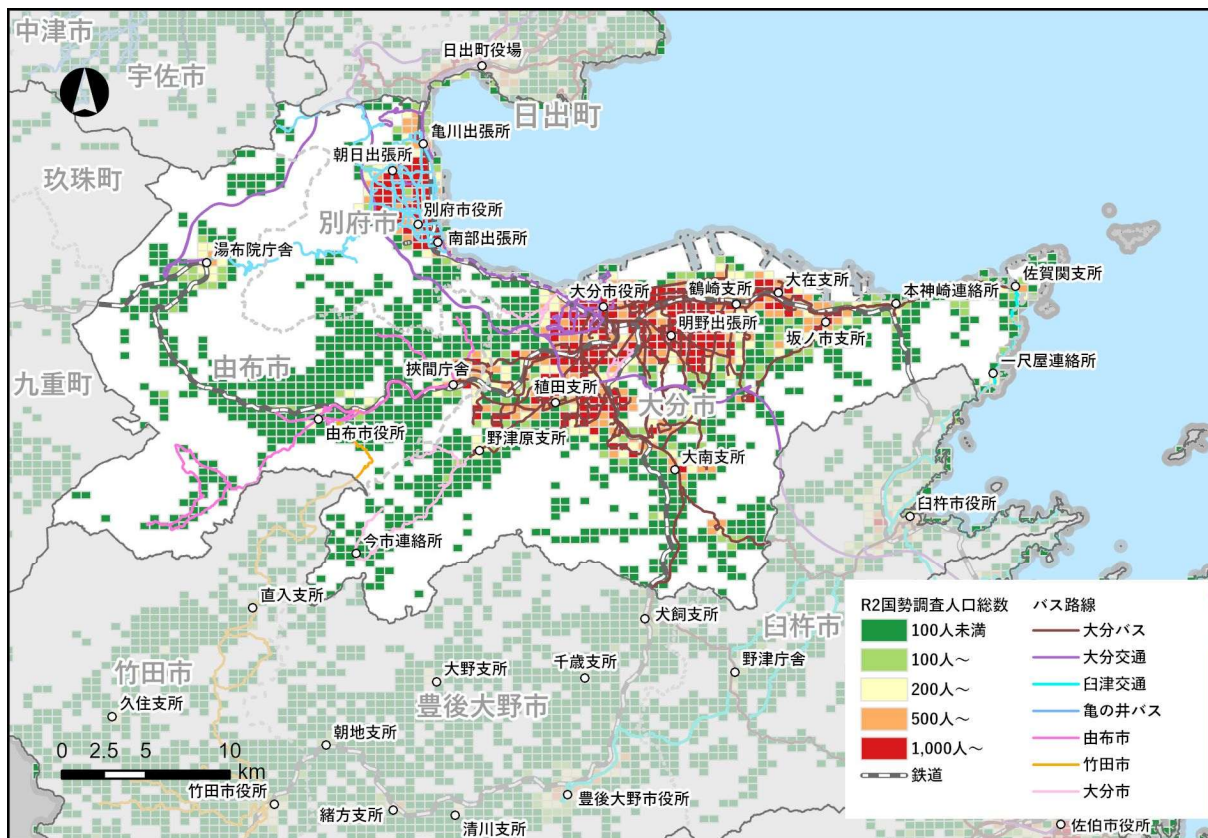 中津市
宇佐市
日出町役場
日出町
亀川出張所
朝日出張所
玖珠町
別府市
別府市役所
南部出張所
湯布院庁舎
大分市役所
鶴崎支所
大在支所
佐賀関支所
本神崎連絡所
明野出張所
坂ノ市支所
一尺屋連絡所
由布市
九重町
挾間庁舎
稙田支所
大分市
由布市役所
野津原支所
大南支所
臼杵市役所
今市連絡所
直入支所
犬飼支所
臼杵市
竹田市
大野支所
千歳支所
野津庁舎
久住支所
豊後大野市
朝地支所
0 2.5 5 10
km
竹田市役所
緒方支所
清川支所
豊後大野市役所
佐伯市役所
R2国勢調査人口総数
100人未満
100人～
200人～
500人～
1,000人～
鉄道
バス路線
大分バス
大分交通
臼津交通
亀の井バス
由布市
竹田市
大分市